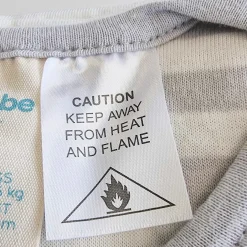 CAUTION
KEEP AWAY
FROM HEAT
AND FLAME